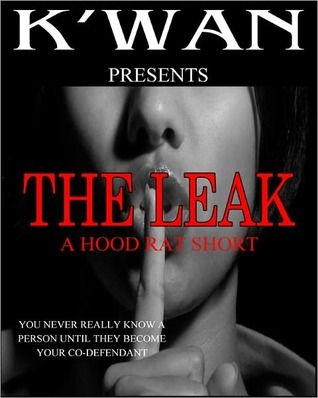 K'WAN
PRESENTS
THE LEAK
A HOOD RAT SHORT
YOU NEVER REALLY KNOW A
PERSON UNTIL THEY BECOME
YOUR CO-DEFENDANT